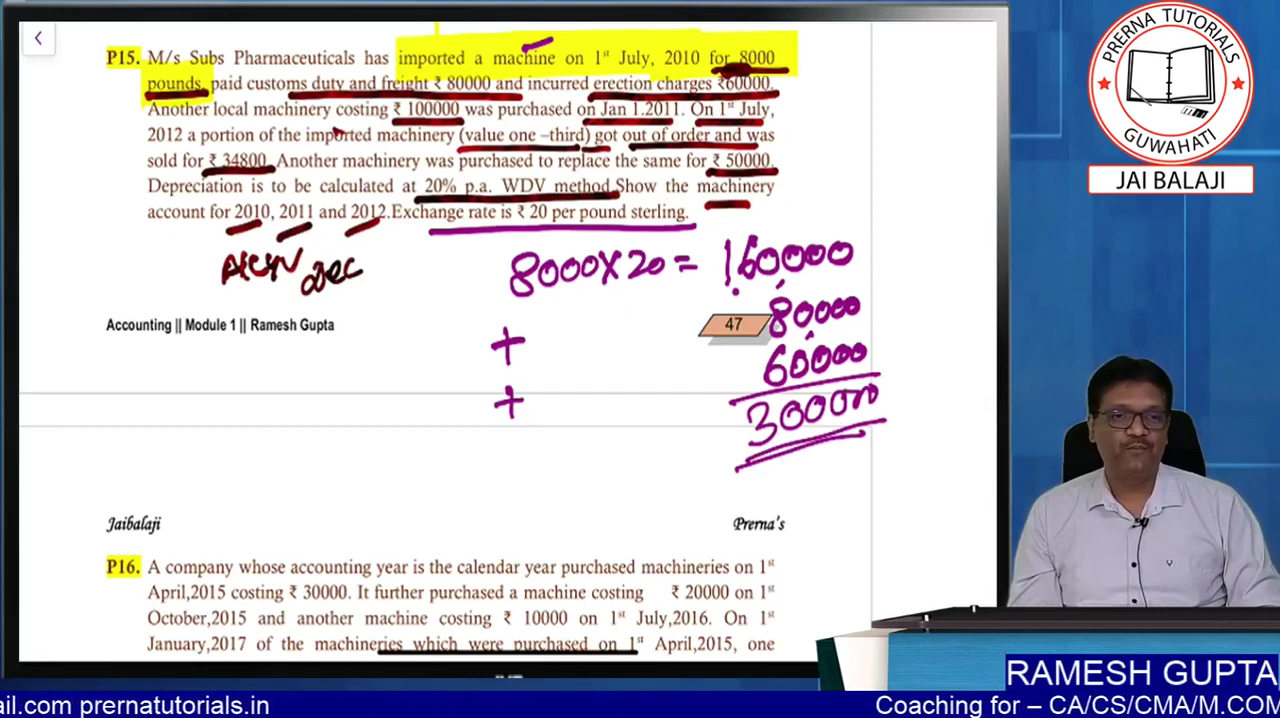 P15. M/s Subs Pharmaceuticals has imported a machine on 1st July, 2010 for 8000
pounds, paid customs duty and freight ₹ 80000 and incurred erection charges ₹60000.
Another local machinery costing ₹ 100000 was purchased on Jan 1,2011. On 1st July,
2012 a portion of the imported machinery (value one –third) got out of order and was
sold for ₹ 34800. Another machinery was purchased to replace the same for ₹ 50000.
Depreciation is to be calculated at 20% p.a. WDV method.Show the machinery
account for 2010, 2011 and 2012.Exchange rate is ₹ 20 per pound sterling.
Dec
8000X20= 160000
+ 80000
+ 60000
300000
Accounting || Module 1 || Ramesh Gupta
47
Jaibalaji
Prerna's
P16. A company whose accounting year is the calendar year purchased machineries on 1st
April,2015 costing ₹ 30000. It further purchased a machine costing ₹ 20000 on 1st
October,2015 and another machine costing ₹ 10000 on 1st July,2016. On 1st
January,2017 of the machineries which were purchased on 1st April,2015, one
PRERNA TUTORIALS
GUWAHATI
JAI BALAJI
RAMESH GUPTA
ail.com prernatutorials.in
Coaching for – CA/CS/CMA/M.COM